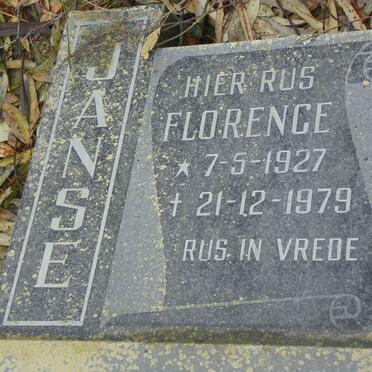 JANSE
HIER RUS
FLORENCE
★ 7-5-1927
† 21-12-1979
RUS IN VREDE